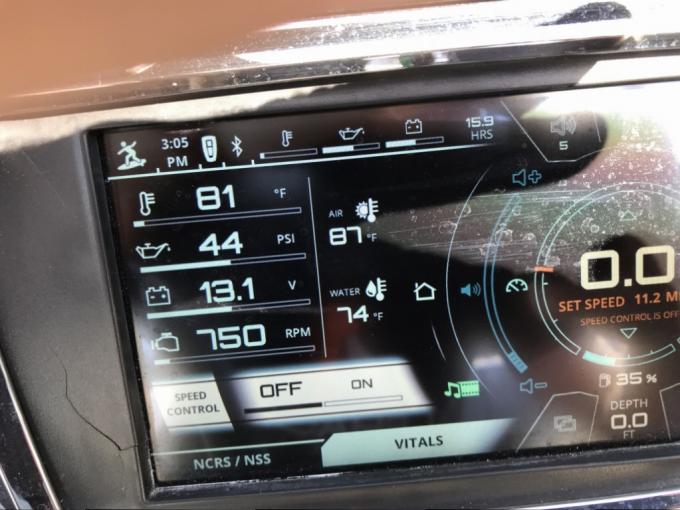 3:05
PM
15.9
HRS
5
81 °F
44 PSI
13.1 V
750 RPM
AIR
87 °F
WATER
74 °F
0.0
SET SPEED 11.2 M
SPEED CONTROL IS OFF
35 %
DEPTH
0.0
FT
SPEED
CONTROL
OFF ON
NCRS / NSS
VITALS